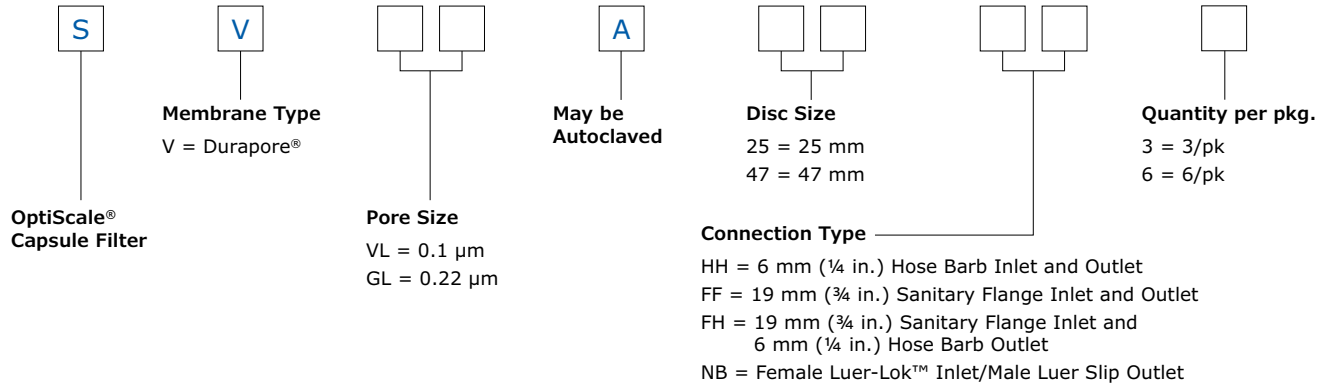 S V A
Membrane Type
V = Durapore®
May be
Autoclaved
Disc Size
25 = 25 mm
47 = 47 mm
Quantity per pkg.
3 = 3/pk
6 = 6/pk
OptiScale®
Capsule Filter
Pore Size
VL = 0.1 µm
GL = 0.22 µm
Connection Type
HH = 6 mm (¼ in.) Hose Barb Inlet and Outlet
FF = 19 mm (¾ in.) Sanitary Flange Inlet and Outlet
FH = 19 mm (¾ in.) Sanitary Flange Inlet and
6 mm (¼ in.) Hose Barb Outlet
NB = Female Luer-Lok™ Inlet/Male Luer Slip Outlet